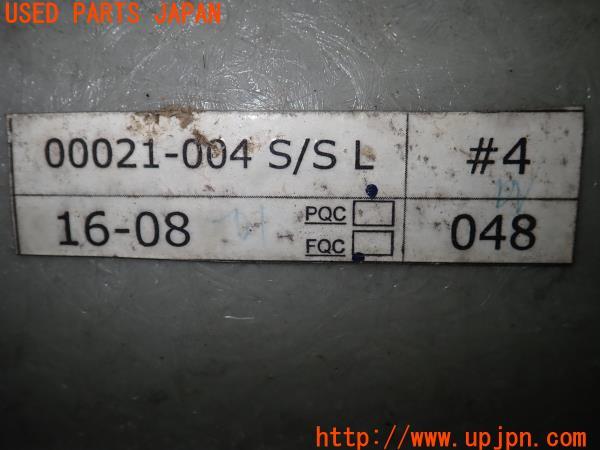 USED PARTS JAPAN
00021-004 S/S L
#4
16-08
PQC
FQC
048
http://www.upjpn.com